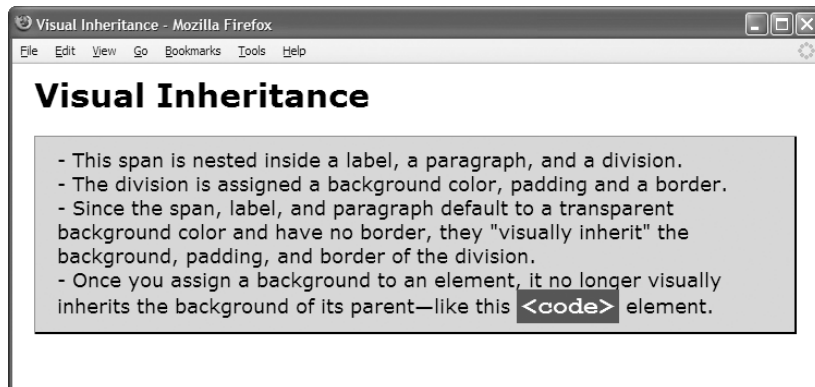 Visual Inheritance - Mozilla Firefox
File Edit View Go Bookmarks Tools Help
Visual Inheritance
- This span is nested inside a label, a paragraph, and a division.
- The division is assigned a background color, padding and a border.
- Since the span, label, and paragraph default to a transparent
background color and have no border, they "visually inherit" the
background, padding, and border of the division.
- Once you assign a background to an element, it no longer visually
inherits the background of its parent—like this <code> element.